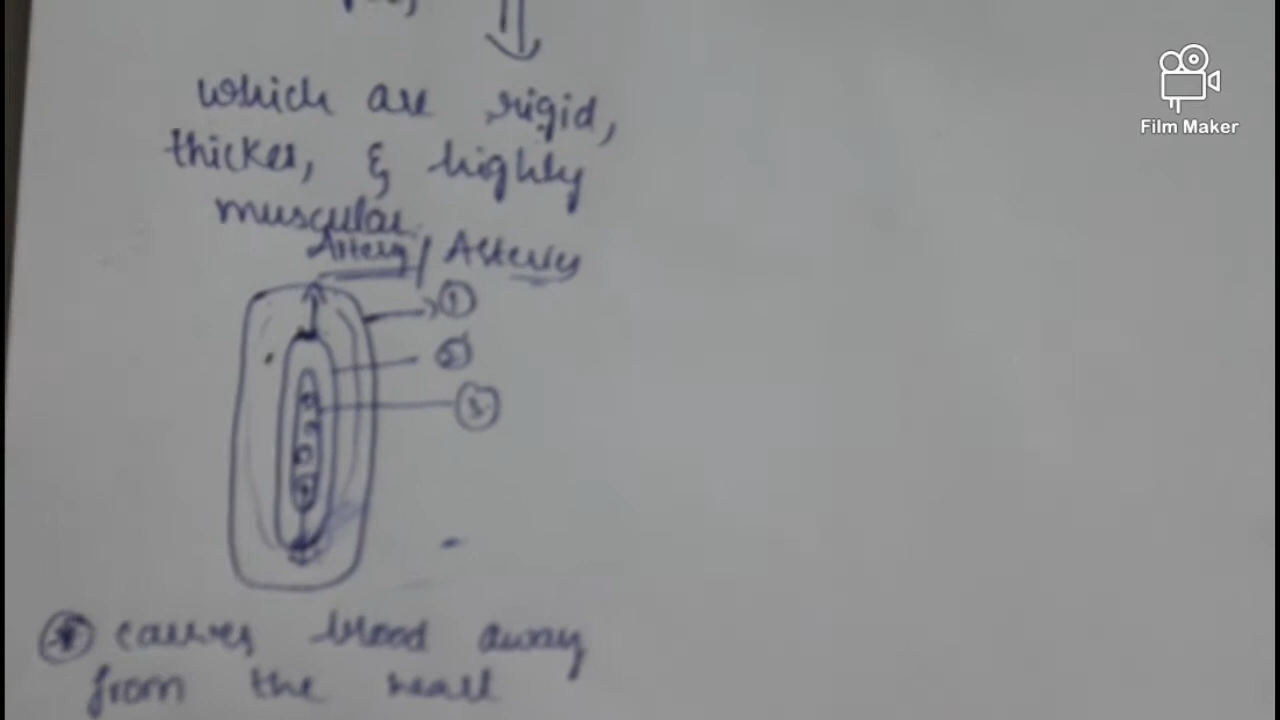 which are rigid,
thicker, & highly
muscular.
Artery / Artery
1
2
3
* carries blood away
from the heart
Film Maker